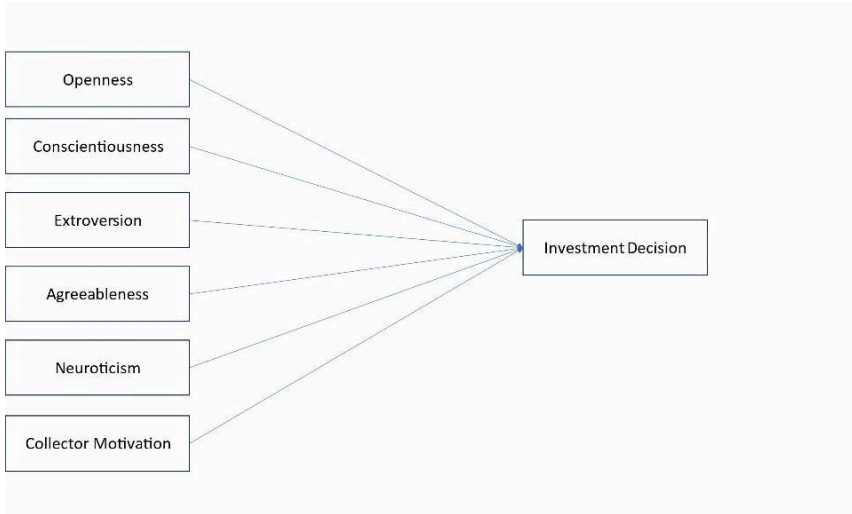 Openness
Conscientiousness
Extroversion
Agreeableness
Neuroticism
Collector Motivation
Investment Decision